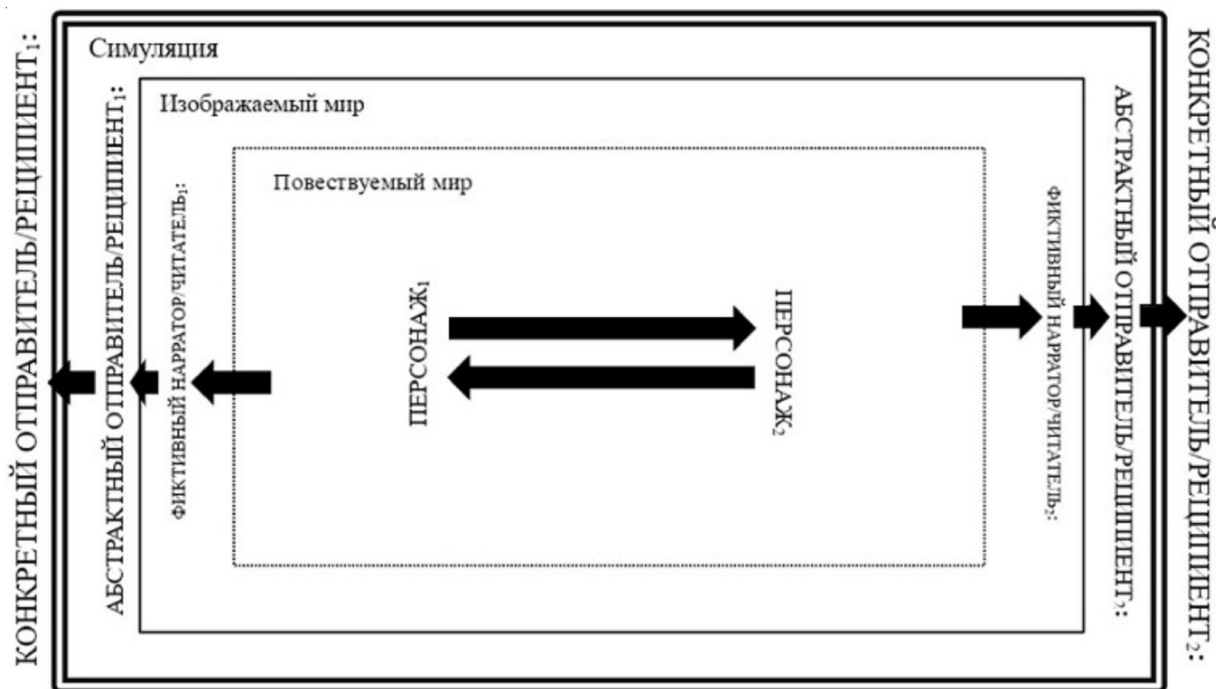 Симуляция
Изображаемый мир
Повествуемый мир
КОНКРЕТНЫЙ ОТПРАВИТЕЛЬ/РЕЦИПИЕНТ₁:
АБСТРАКТНЫЙ ОТПРАВИТЕЛЬ/РЕЦИПИЕНТ₁:
ФИКТИВНЫЙ НАРРАТОР/ЧИТАТЕЛЬ₁:
ПЕРСОНАЖ₁
ПЕРСОНАЖ₂
ФИКТИВНЫЙ НАРРАТОР/ЧИТАТЕЛЬ₂:
АБСТРАКТНЫЙ ОТПРАВИТЕЛЬ/РЕЦИПИЕНТ₂:
КОНКРЕТНЫЙ ОТПРАВИТЕЛЬ/РЕЦИПИЕНТ₂: